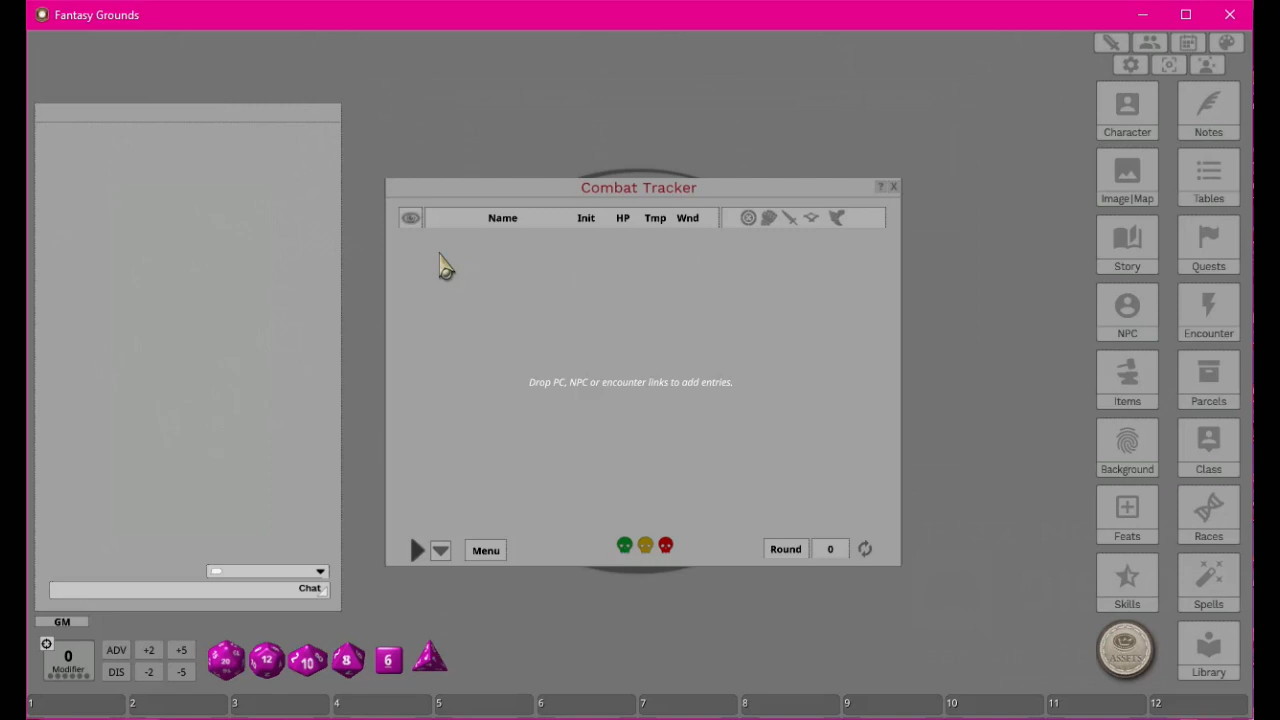 Fantasy Grounds
Character
Notes
Image|Map
Tables
Combat Tracker
? X
Name Init HP Tmp Wnd
Story
Quests
NPC
Encounter
Drop PC, NPC or encounter links to add entries.
Items
Parcels
Background
Class
Feats
Races
Menu
Round 0
Chat
Skills
Spells
GM
0
Modifier
ADV +2 +5
DIS -2 -5
20 12 10 8 6
ASSETS
Library
1 2 3 4 5 6 7 8 9 10 11 12